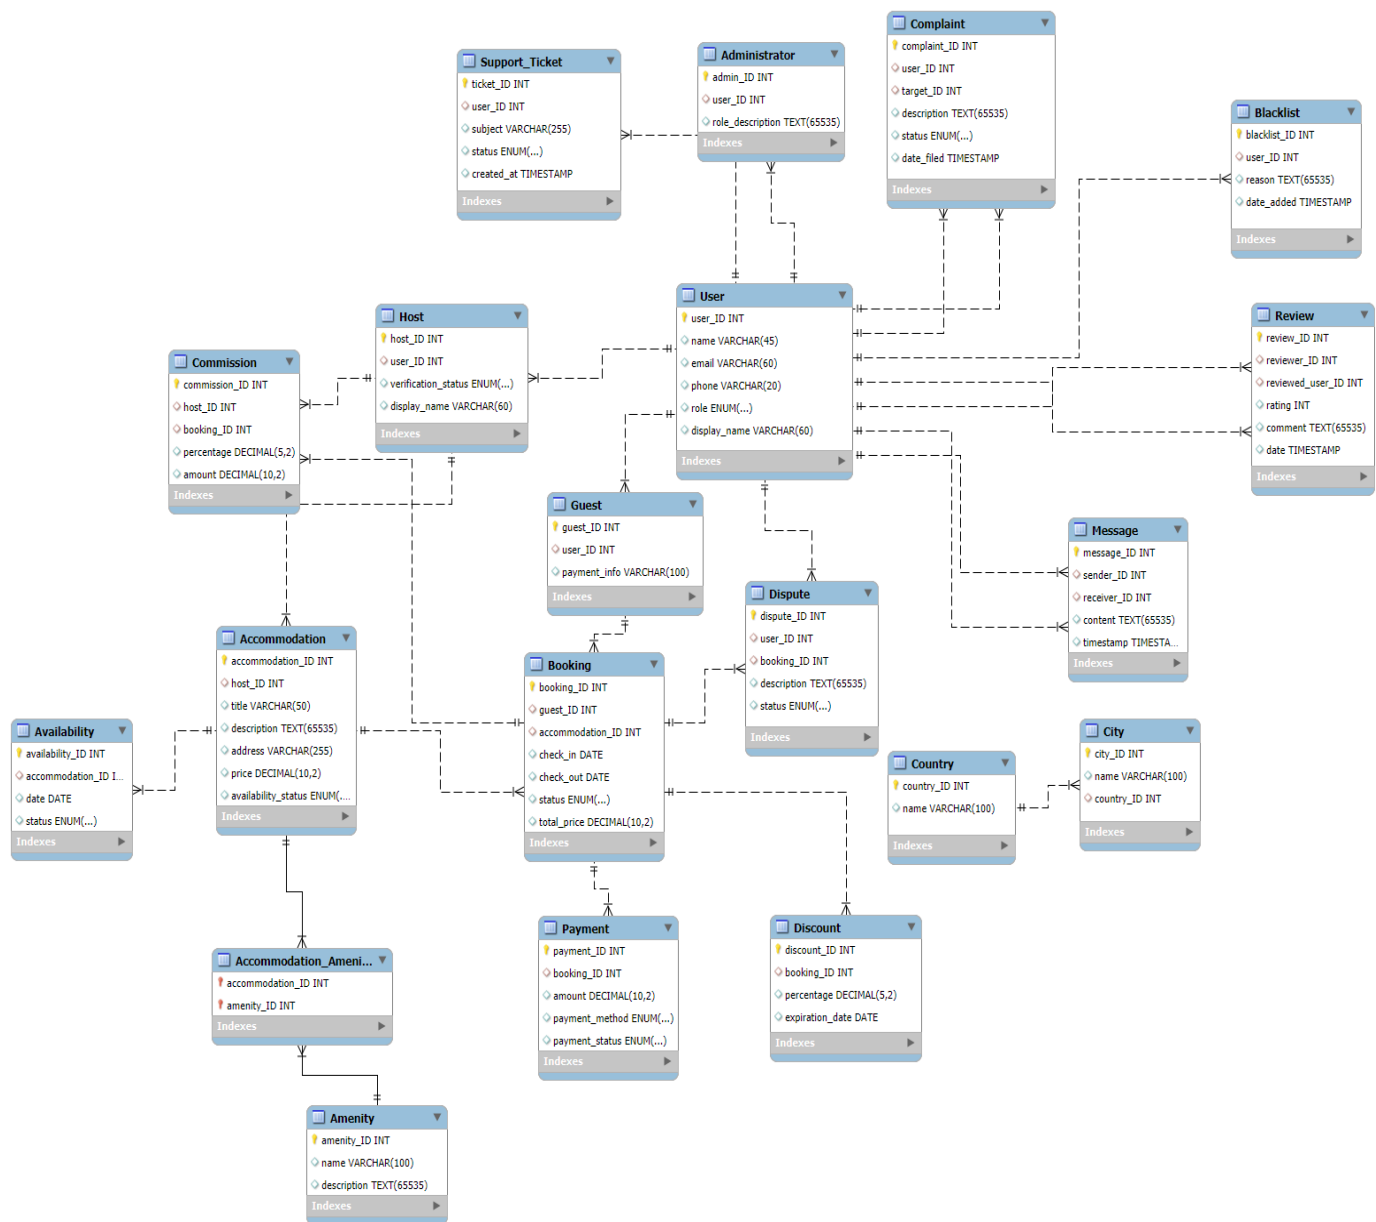 Complaint
complaint_ID INT
user_ID INT
target_ID INT
description TEXT(65535)
status ENUM(...)
date_filed TIMESTAMP
Support_Ticket
ticket_ID INT
user_ID INT
subject VARCHAR(255)
status ENUM(...)
created_at TIMESTAMP
Indexes
Administrator
admin_ID INT
user_ID INT
role_description TEXT(65535)
Indexes
Indexes
Blacklist
blacklist_ID INT
user_ID INT
reason TEXT(65535)
date_added TIMESTAMP
Indexes
User
user_ID INT
name VARCHAR(45)
email VARCHAR(60)
phone VARCHAR(20)
role ENUM(...)
display_name VARCHAR(60)
Indexes
Host
host_ID INT
user_ID INT
verification_status ENUM(...)
display_name VARCHAR(60)
Indexes
Review
review_ID INT
reviewer_ID INT
reviewed_user_ID INT
rating INT
comment TEXT(65535)
date TIMESTAMP
Indexes
Commission
commission_ID INT
host_ID INT
booking_ID INT
percentage DECIMAL(5,2)
amount DECIMAL(10,2)
Indexes
Guest
guest_ID INT
user_ID INT
payment_info VARCHAR(100)
Indexes
Message
message_ID INT
sender_ID INT
receiver_ID INT
content TEXT(65535)
timestamp TIMESTA...
Indexes
Dispute
dispute_ID INT
user_ID INT
booking_ID INT
description TEXT(65535)
status ENUM(...)
Indexes
Accommodation
accommodation_ID INT
host_ID INT
title VARCHAR(50)
description TEXT(65535)
address VARCHAR(255)
price DECIMAL(10,2)
availability_status ENUM(...
Indexes
Booking
booking_ID INT
guest_ID INT
accommodation_ID INT
check_in DATE
check_out DATE
status ENUM(...)
total_price DECIMAL(10,2)
Indexes
Availability
availability_ID INT
accommodation_ID I...
date DATE
status ENUM(...)
Indexes
City
city_ID INT
name VARCHAR(100)
country_ID INT
Indexes
Country
country_ID INT
name VARCHAR(100)
Indexes
Payment
payment_ID INT
booking_ID INT
amount DECIMAL(10,2)
payment_method ENUM(...)
payment_status ENUM(...)
Indexes
Discount
discount_ID INT
booking_ID INT
percentage DECIMAL(5,2)
expiration_date DATE
Indexes
Accommodation_Ameni...
accommodation_ID INT
amenity_ID INT
Indexes
Amenity
amenity_ID INT
name VARCHAR(100)
description TEXT(65535)
Indexes